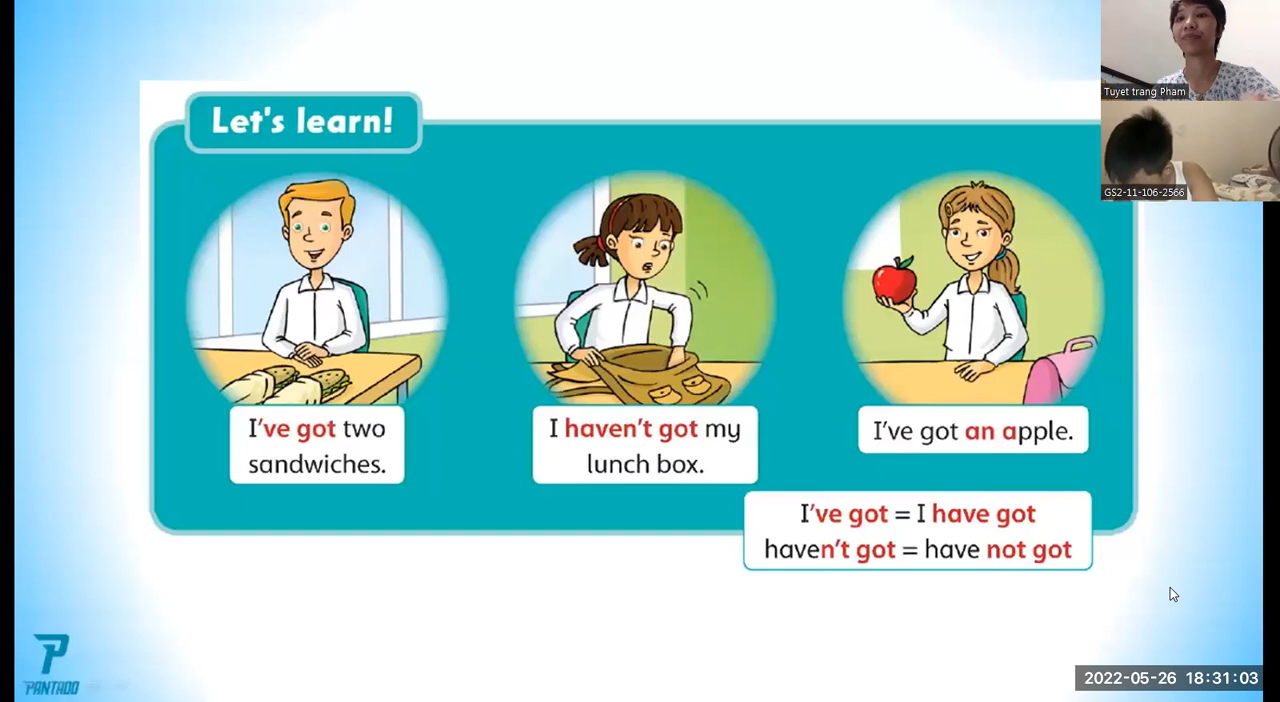 Let's learn!
I've got two
sandwiches.
I haven't got my
lunch box.
I've got an apple.
I've got = I have got
haven't got = have not got
Tuyet trang Pham
GS2-11-106-2566
PANTADO
2022-05-26 18:31:03